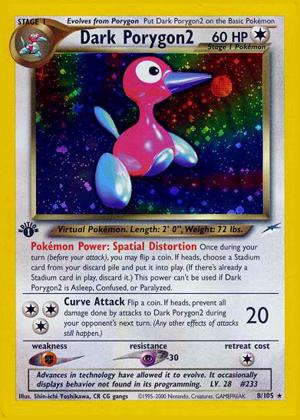 STAGE 1
Evolves from Porygon
Put Dark Porygon2 on the Basic Pokémon
Dark Porygon2
60 HP
Stage 1 Pokémon
EDITION
1
Virtual Pokémon. Length: 2' 0", Weight: 72 lbs.
Pokémon Power: Spatial Distortion Once during your
turn (before your attack), you may flip a coin. If heads, choose a Stadium
card from your discard pile and put it into play. (If there's already a
Stadium card in play, discard it.) This power can't be used if Dark
Porygon2 is Asleep, Confused, or Paralyzed.
Curve Attack Flip a coin. If heads, prevent all
damage done by attacks to Dark Porygon2 during
your opponent's next turn. (Any other effects of attacks
still happen.)
20
weakness
resistance
retreat cost
-30
Advances in technology have allowed it to evolve. It occasionally
displays behavior not found in its programming. LV. 28 #233
Illus. Shin-ichi Yoshikawa, CR CG gangs
©1995-2000 Nintendo, Creatures, GAMEFREAK.
8/105 ★